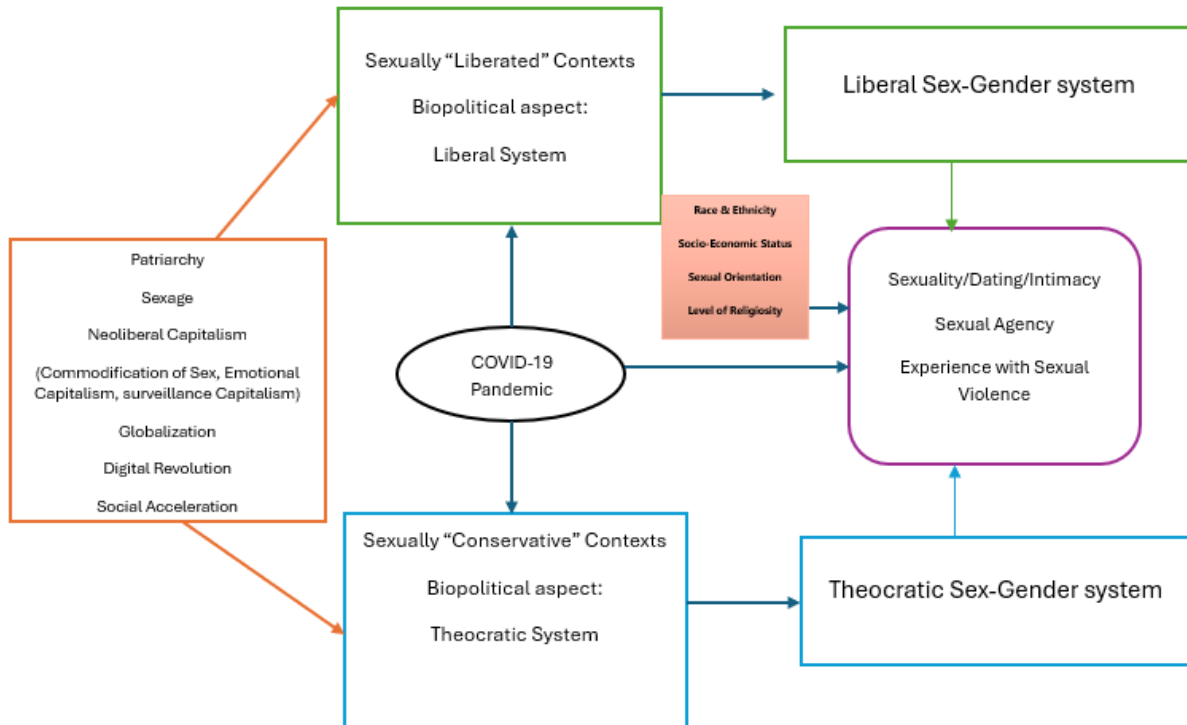 Sexually “Liberated” Contexts
Biopolitical aspect:
Liberal System
Liberal Sex-Gender system
Race & Ethnicity
Socio-Economic Status
Sexual Orientation
Level of Religiosity
Patriarchy
Sexage
Neoliberal Capitalism
(Commodification of Sex, Emotional
Capitalism, surveillance Capitalism)
Globalization
Digital Revolution
Social Acceleration
COVID-19
Pandemic
Sexuality/Dating/Intimacy
Sexual Agency
Experience with Sexual
Violence
Sexually “Conservative” Contexts
Biopolitical aspect:
Theocratic System
Theocratic Sex-Gender system